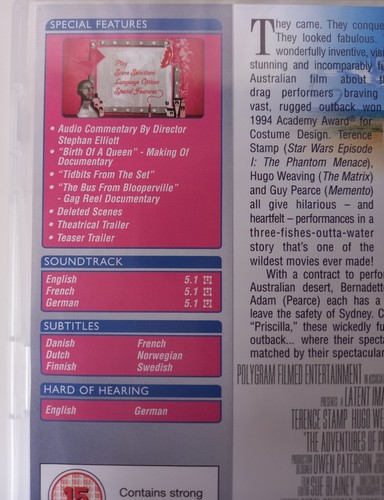 SPECIAL FEATURES
Play
Scene Selections
Language Options
Special Features
• Audio Commentary By Director
Stephan Elliott
• "Birth Of A Queen" - Making Of
Documentary
• "Tidbits From The Set"
• "The Bus From Blooperville"
- Gag Reel Documentary
• Deleted Scenes
• Theatrical Trailer
• Teaser Trailer
SOUNDTRACK
English 5.1
French 5.1
German 5.1
SUBTITLES
Danish French
Dutch Norwegian
Finnish Swedish
HARD OF HEARING
English German
15
Contains strong
They came. They conque
They looked fabulous.
wonderfully inventive, vis
stunning and incomparably fu
Australian film about
drag performers braving
vast, rugged outback won
1994 Academy Award® for
Costume Design. Terence
Stamp (Star Wars Episode
I: The Phantom Menace),
Hugo Weaving (The Matrix)
and Guy Pearce (Memento)
all give hilarious – and
heartfelt – performances in a
three-fishes-outta-water
story that's one of the
wildest movies ever made!
With a contract to perfo
Australian desert, Bernadett
Adam (Pearce) each has a
leave the safety of Sydney. C
"Priscilla," these wickedly fu
outback... where their specta
matched by their spectacular
POLYGRAM FILMED ENTERTAINMENT IN ASSOCIA
A LATENT IMA
TERENCE STAMP HUGO WE
"THE ADVENTURES OF
OWEN PATERSON
SUE BLAINEY